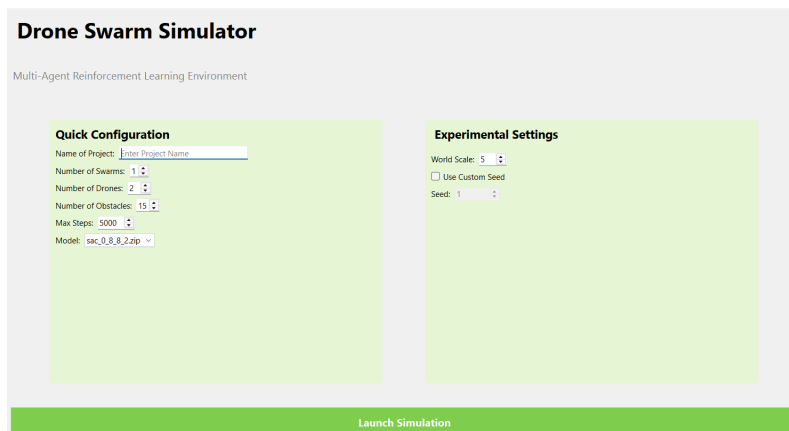 Drone Swarm Simulator
Multi-Agent Reinforcement Learning Environment
Quick Configuration
Name of Project: Enter Project Name
Number of Swarms: 1
Number of Drones: 2
Number of Obstacles: 15
Max Steps: 5000
Model: sac_0_8_8_2.zip
Experimental Settings
World Scale: 5
Use Custom Seed
Seed: 1
Launch Simulation